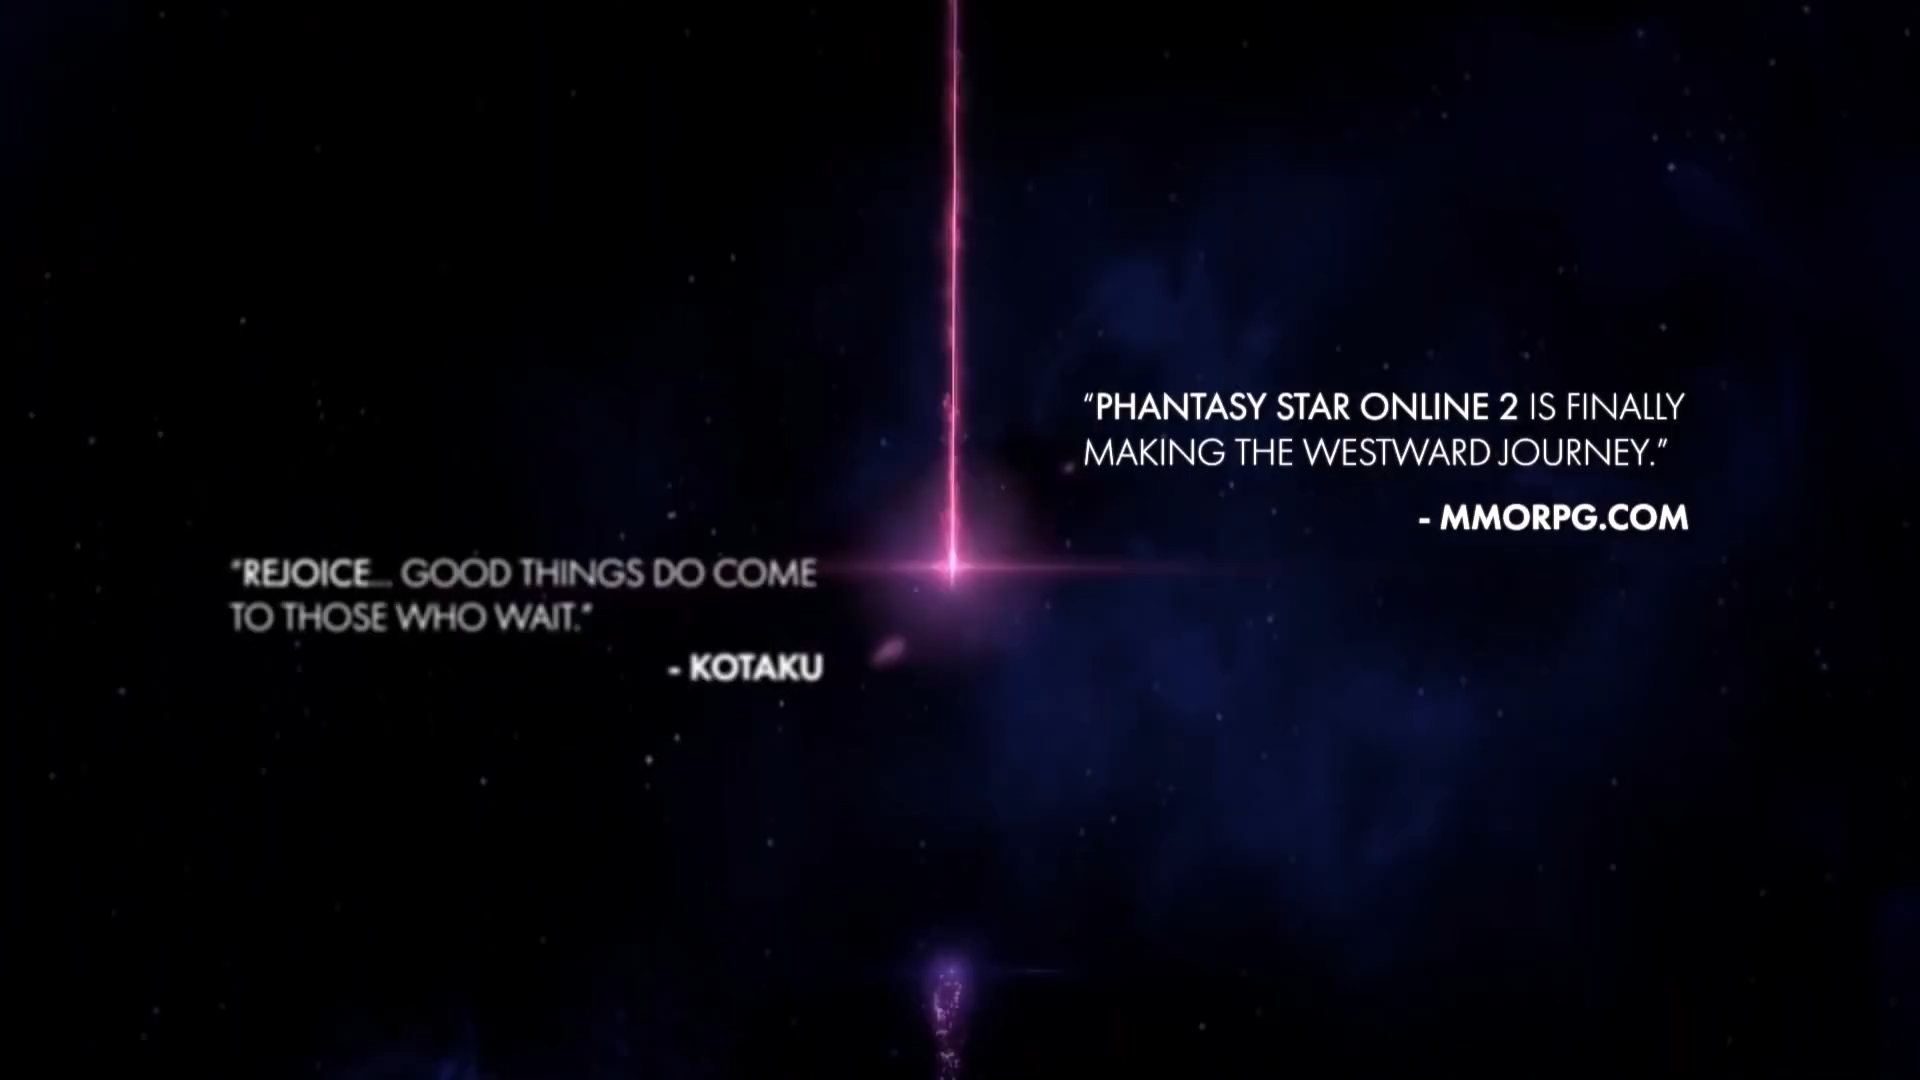 “PHANTASY STAR ONLINE 2 IS FINALLY
MAKING THE WESTWARD JOURNEY.”
- MMORPG.COM
“REJOICE... GOOD THINGS DO COME
TO THOSE WHO WAIT.”
- KOTAKU